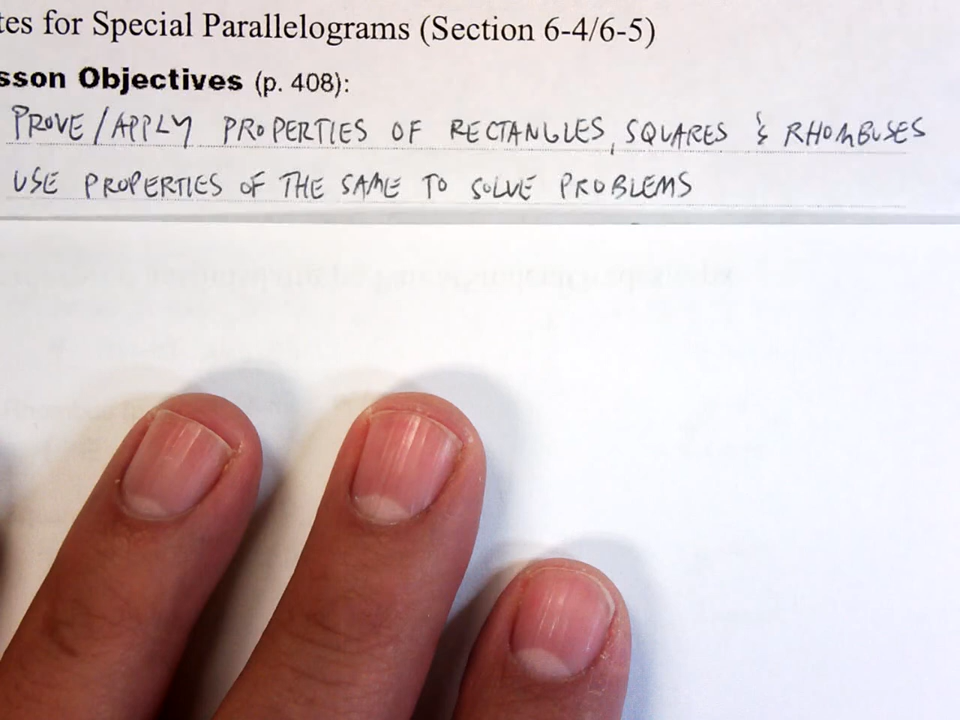 tes for Special Parallelograms (Section 6-4/6-5)
sson Objectives (p. 408):
PROVE/APPLY PROPERTIES OF RECTANGLES, SQUARES & RHOMBUSES
USE PROPERTIES OF THE SAME TO SOLVE PROBLEMS